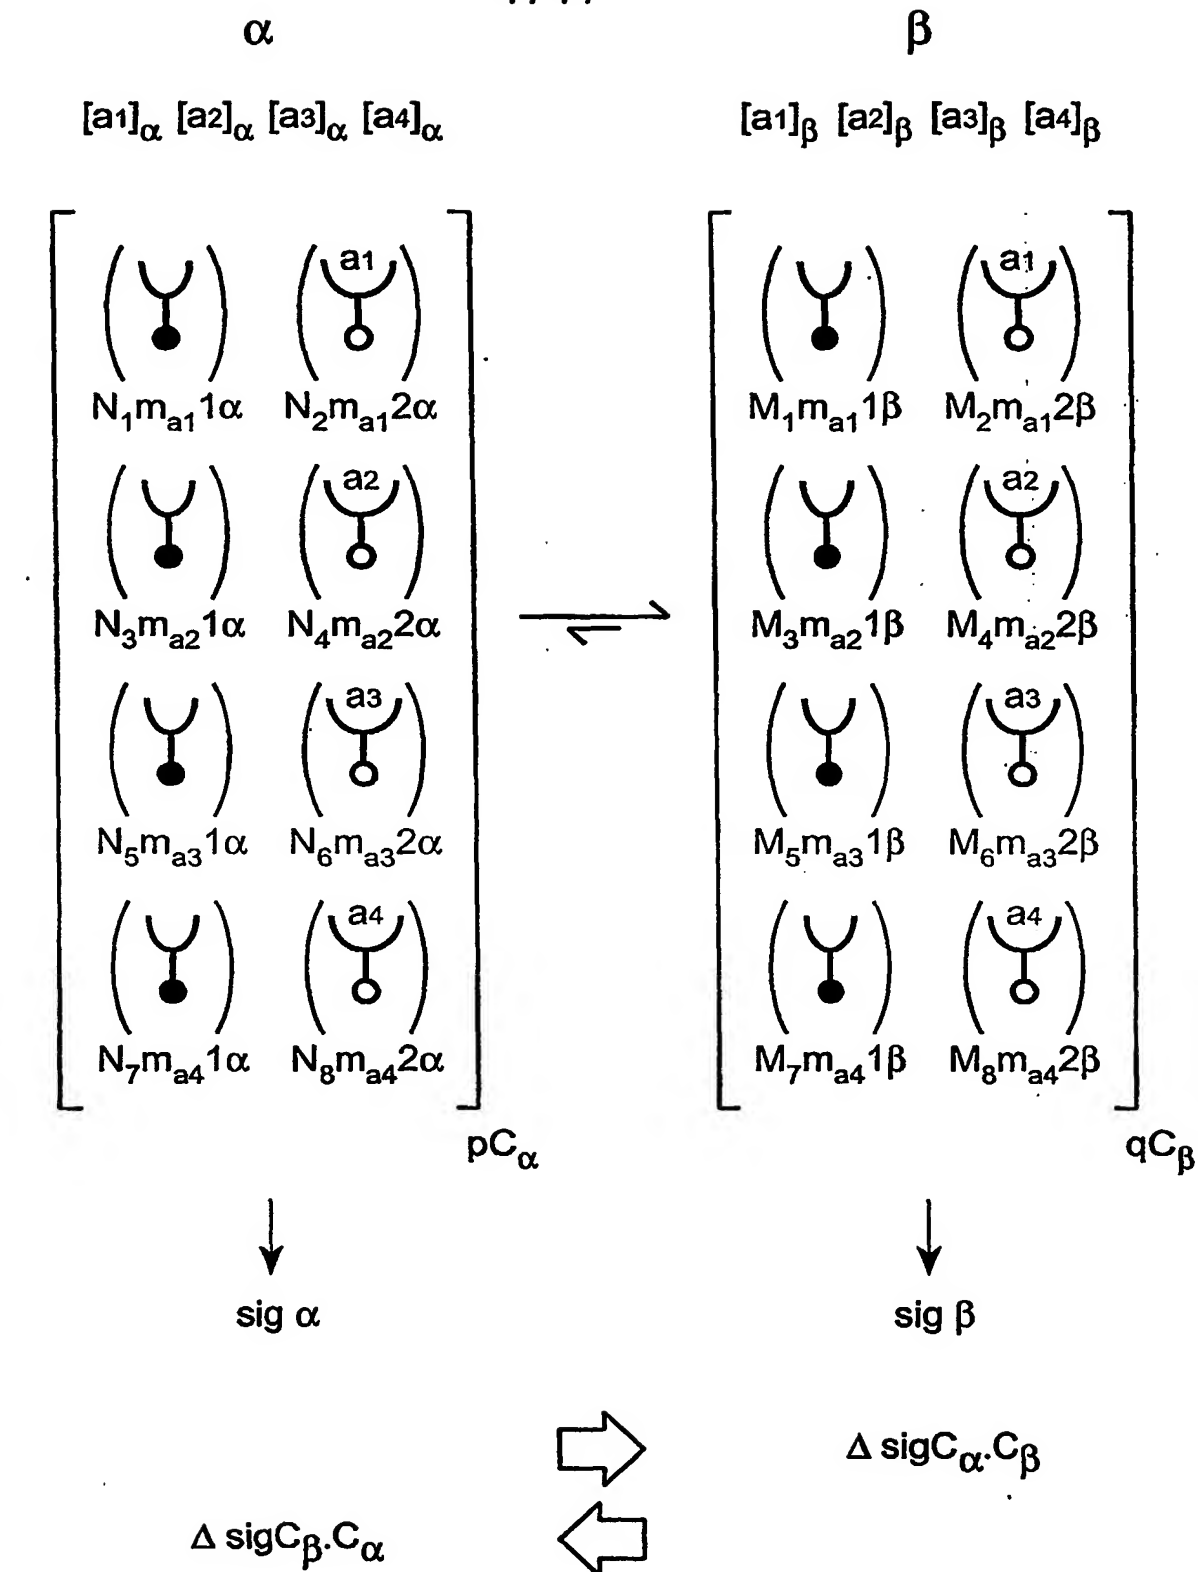 α β
[a1]α [a2]α [a3]α [a4]α [a1]β [a2]β [a3]β [a4]β
a1 a1
N1ma11α N2ma12α M1ma11β M2ma12β
a2 a2
N3ma21α N4ma22α M3ma21β M4ma22β
a3 a3
N5ma31α N6ma32α M5ma31β M6ma32β
a4 a4
N7ma41α N8ma42α M7ma41β M8ma42β
pCα qCβ
sig α sig β
Δ sigCα.Cβ
Δ sigCβ.Cα